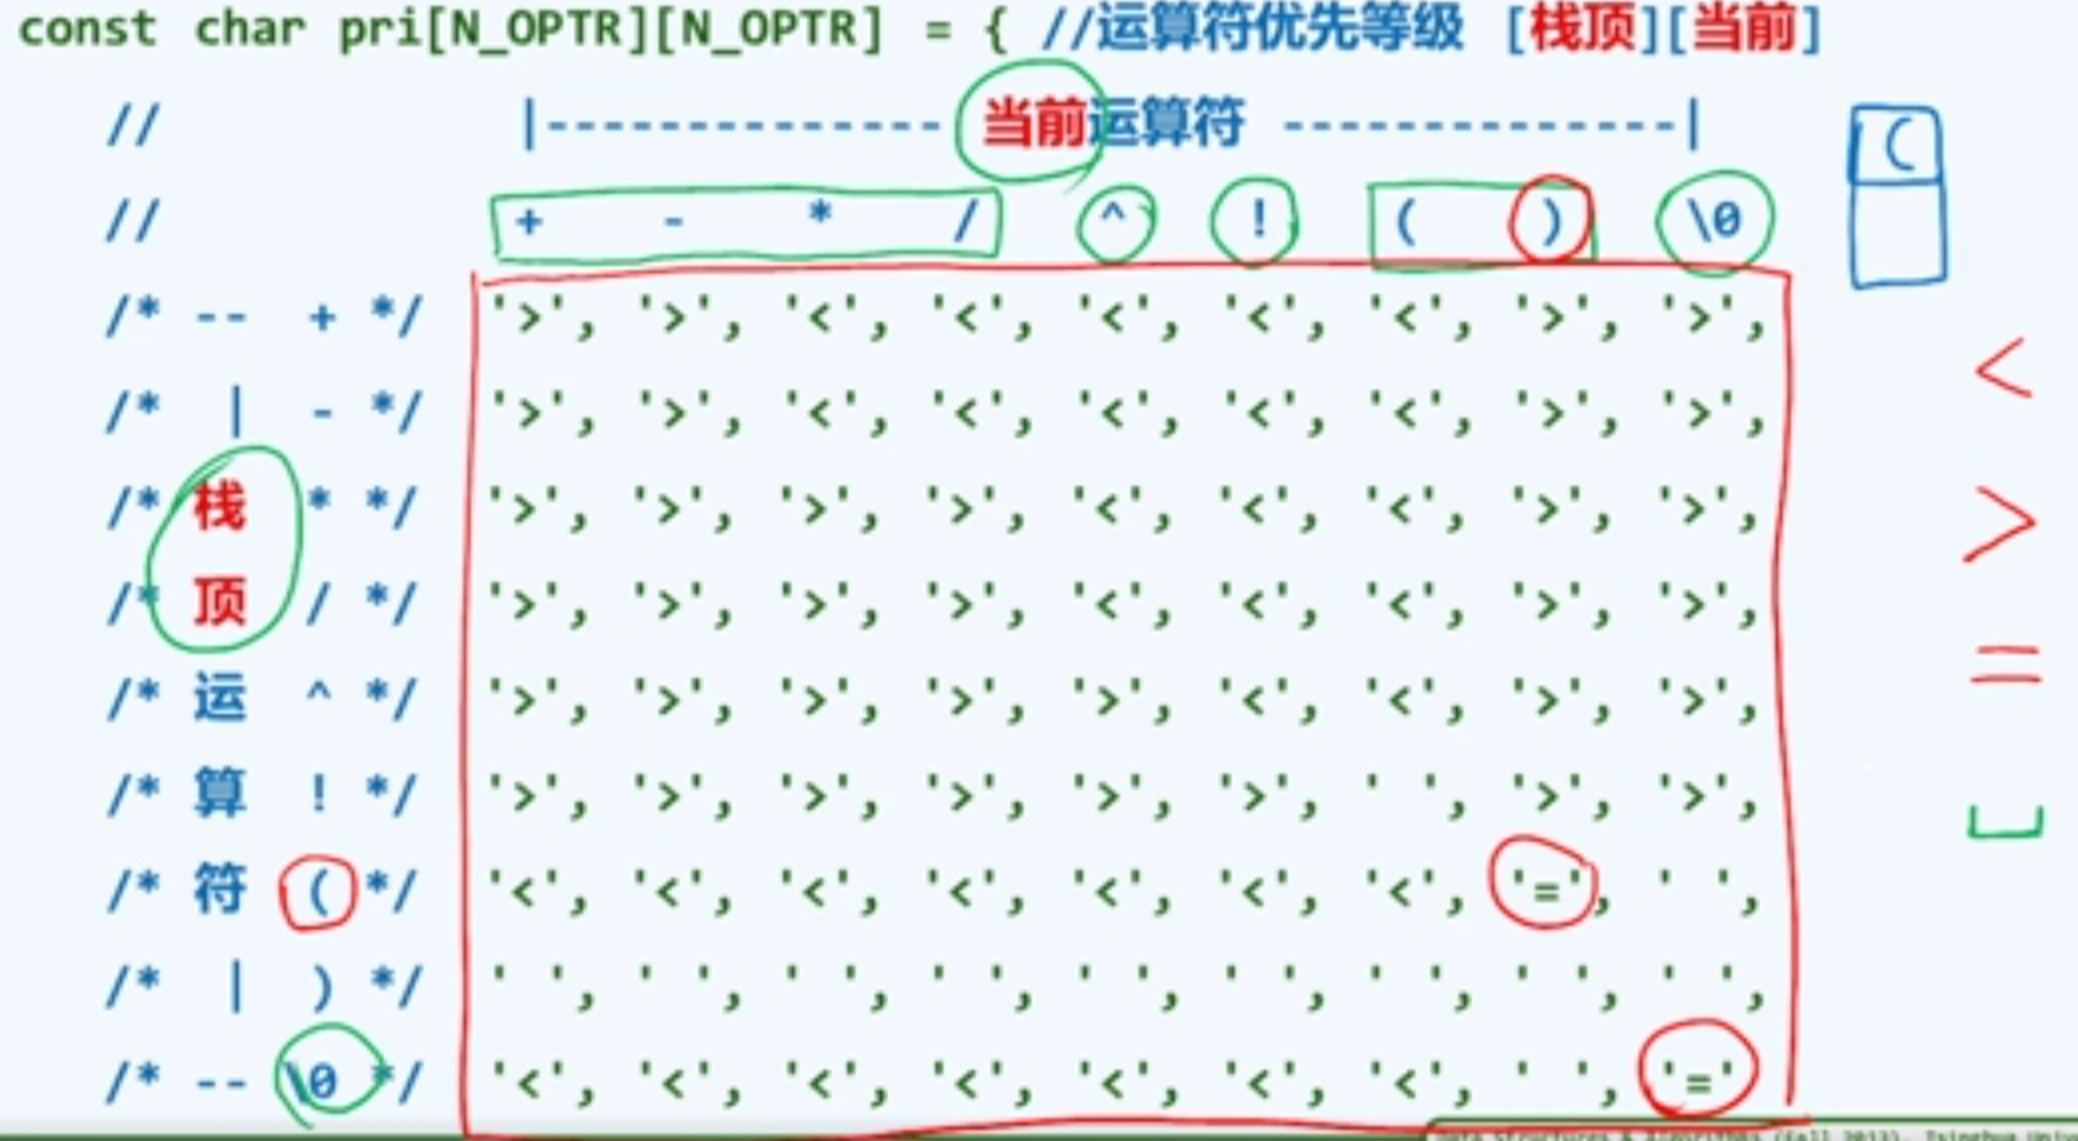 const char pri[N_OPTR][N_OPTR] = { //运算符优先等级 [栈顶][当前]
// |-------------- 当前运算符 --------------|
// + - * / ^ ! ( ) \0
/* -- + */ '>', '>', '<', '<', '<', '<', '<', '>', '>',
/* | - */ '>', '>', '<', '<', '<', '<', '<', '>', '>',
/* 栈 * */ '>', '>', '>', '>', '<', '<', '<', '>', '>',
/* 顶 / */ '>', '>', '>', '>', '<', '<', '<', '>', '>',
/* 运 ^ */ '>', '>', '>', '>', '>', '<', '<', '>', '>',
/* 算 ! */ '>', '>', '>', '>', '>', '>', ' ', '>', '>',
/* 符 ( */ '<', '<', '<', '<', '<', '<', '<', '=', ' ',
/* | ) */ ' ', ' ', ' ', ' ', ' ', ' ', ' ', ' ', ' ',
/* -- \0 */ '<', '<', '<', '<', '<', '<', '<', ' ', '='
(
<
>
=
Data Structures & Algorithms (Fall 2013), Tsinghua